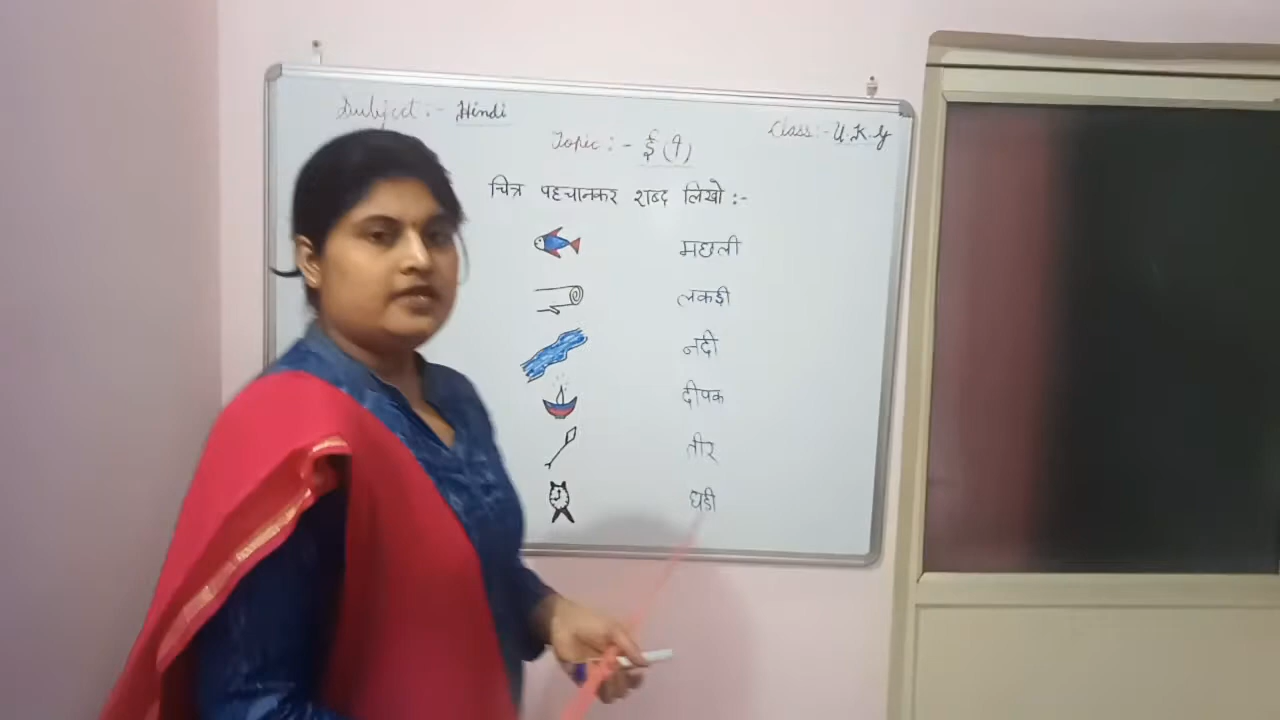 Subject :- Hindi
Class :- U.K.G
Topic :- ई (ी)
चित्र पहचानकर शब्द लिखो :-
मछली
लकड़ी
नदी
दीपक
तीर
घड़ी